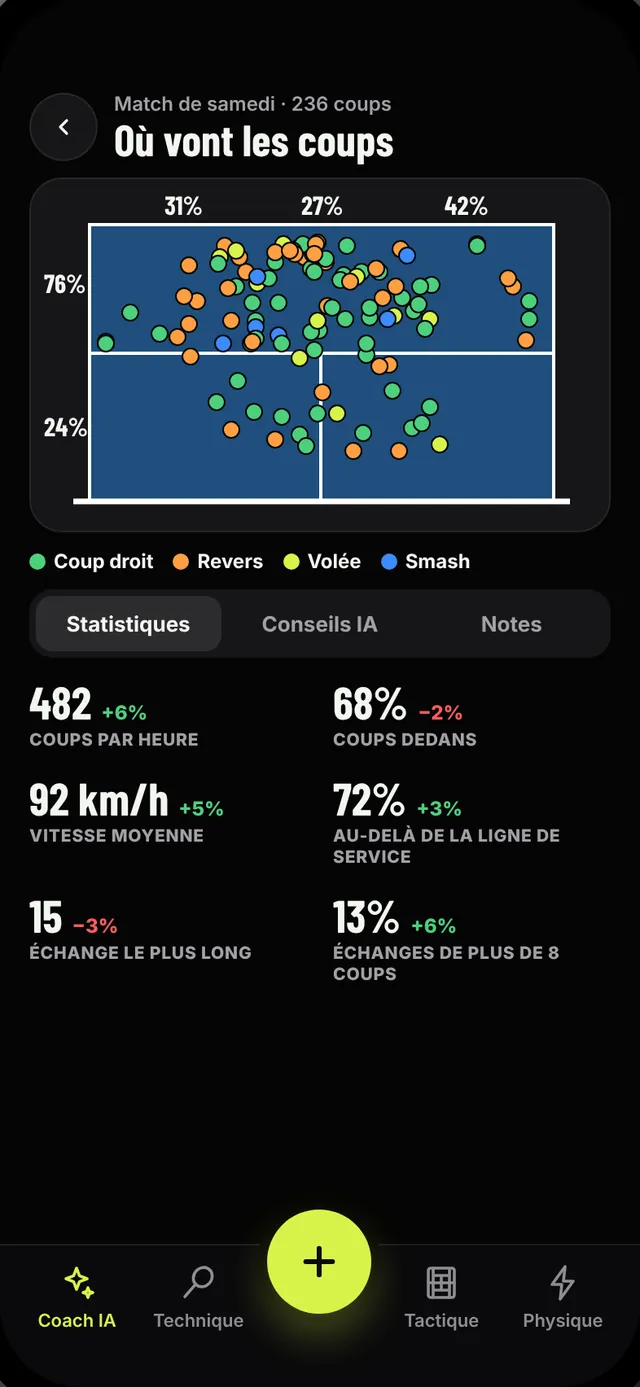 Match de samedi · 236 coups
Où vont les coups
31% 27% 42%
76%
24%
Coup droit Revers Volée Smash
Statistiques Conseils IA Notes
482 +6% 68% −2%
COUPS PAR HEURE COUPS DEDANS
92 km/h +5% 72% +3%
VITESSE MOYENNE AU-DELÀ DE LA LIGNE DE
SERVICE
15 −3% 13% +6%
ÉCHANGE LE PLUS LONG ÉCHANGES DE PLUS DE 8
COUPS
Coach IA Technique Tactique Physique